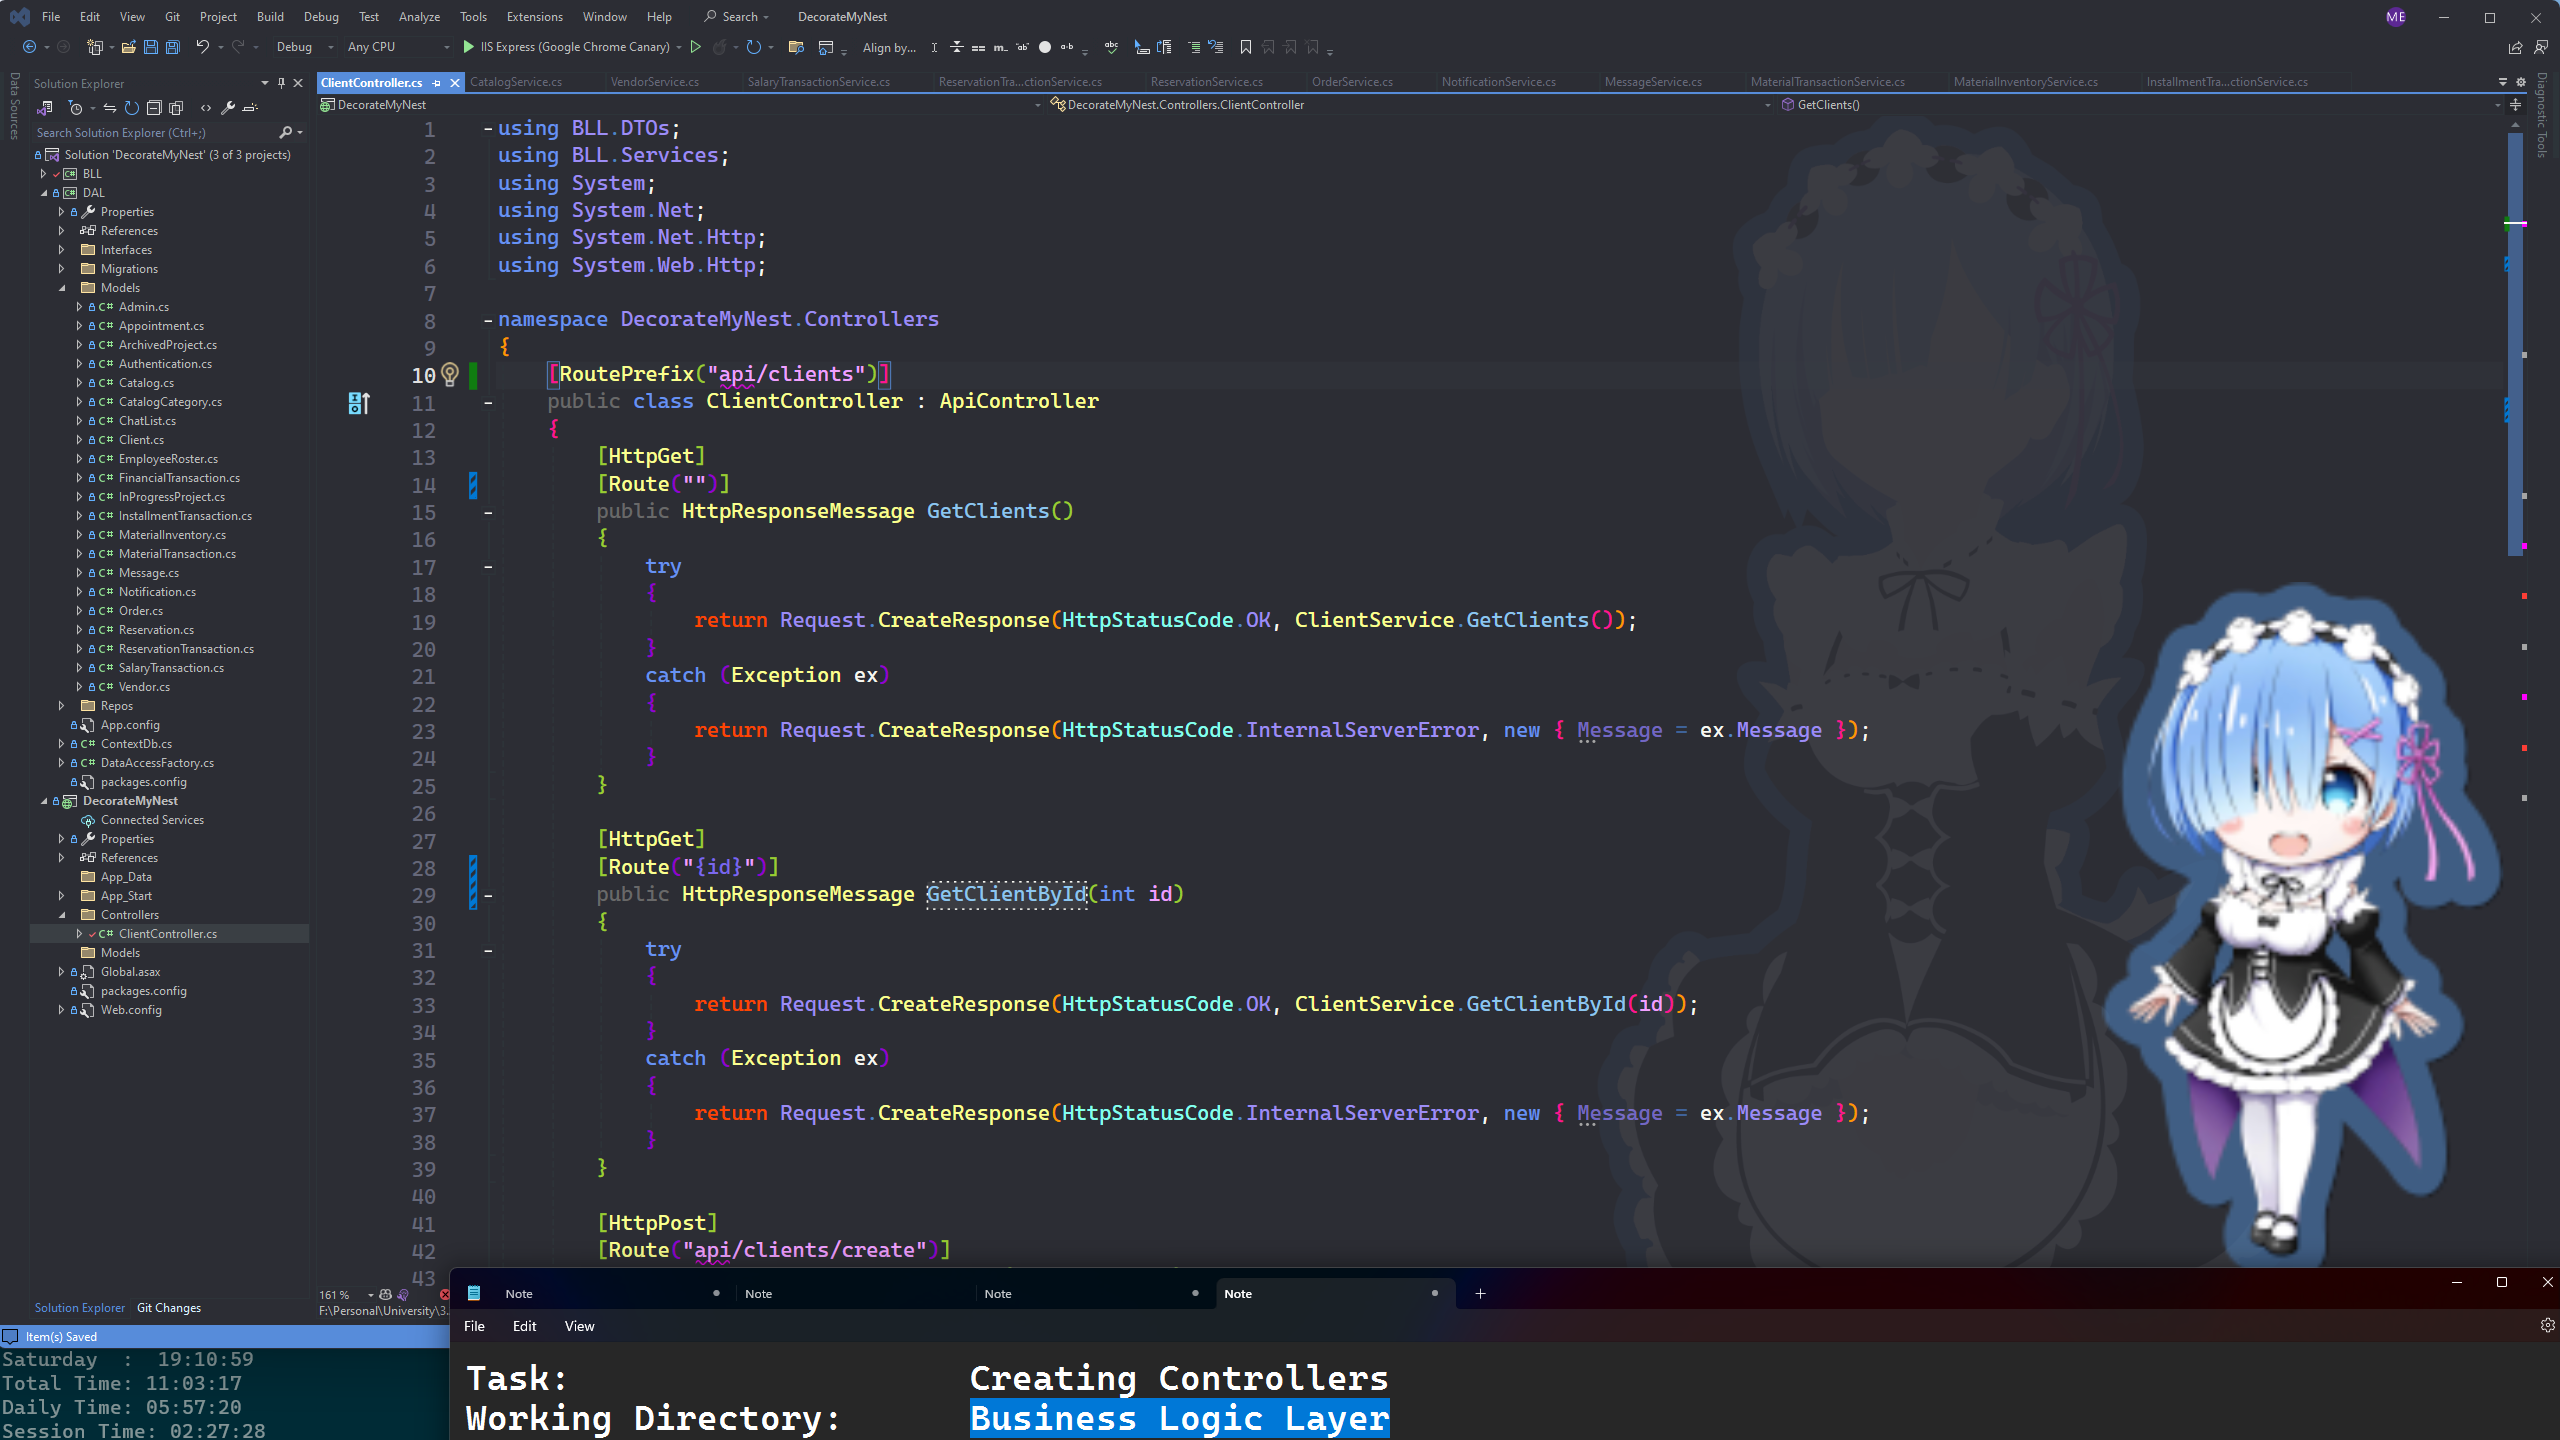 File Edit View Git Project Build Debug Test Analyze Tools Extensions Window Help Search DecorateMyNest ME
Debug Any CPU IIS Express (Google Chrome Canary) Align by...
Data Sources
Solution Explorer
Search Solution Explorer (Ctrl+;)
Solution 'DecorateMyNest' (3 of 3 projects)
BLL
DAL
Properties
References
Interfaces
Migrations
Models
Admin.cs
Appointment.cs
ArchivedProject.cs
Authentication.cs
Catalog.cs
CatalogCategory.cs
ChatList.cs
Client.cs
EmployeeRoster.cs
FinancialTransaction.cs
InProgressProject.cs
InstallmentTransaction.cs
MaterialInventory.cs
MaterialTransaction.cs
Message.cs
Notification.cs
Order.cs
Reservation.cs
ReservationTransaction.cs
SalaryTransaction.cs
Vendor.cs
Repos
App.config
ContextDb.cs
DataAccessFactory.cs
packages.config
DecorateMyNest
Connected Services
Properties
References
App_Data
App_Start
Controllers
ClientController.cs
Models
Global.asax
packages.config
Web.config
Solution Explorer Git Changes
ClientController.cs CatalogService.cs VendorService.cs SalaryTransactionService.cs ReservationTra...ctionService.cs ReservationService.cs OrderService.cs NotificationService.cs MessageService.cs MaterialTransactionService.cs MaterialInventoryService.cs InstallmentTra...ctionService.cs
DecorateMyNest DecorateMyNest.Controllers.ClientController GetClients()
Diagnostic Tools
1 using BLL.DTOs;
2 using BLL.Services;
3 using System;
4 using System.Net;
5 using System.Net.Http;
6 using System.Web.Http;
7
8 namespace DecorateMyNest.Controllers
9 {
10 [RoutePrefix("api/clients")]
11 public class ClientController : ApiController
12 {
13 [HttpGet]
14 [Route("")]
15 public HttpResponseMessage GetClients()
16 {
17 try
18 {
19 return Request.CreateResponse(HttpStatusCode.OK, ClientService.GetClients());
20 }
21 catch (Exception ex)
22 {
23 return Request.CreateResponse(HttpStatusCode.InternalServerError, new { Message = ex.Message });
24 }
25 }
26
27 [HttpGet]
28 [Route("{id}")]
29 public HttpResponseMessage GetClientById(int id)
30 {
31 try
32 {
33 return Request.CreateResponse(HttpStatusCode.OK, ClientService.GetClientById(id));
34 }
35 catch (Exception ex)
36 {
37 return Request.CreateResponse(HttpStatusCode.InternalServerError, new { Message = ex.Message });
38 }
39 }
40
41 [HttpPost]
42 [Route("api/clients/create")]
43
161 %
F:\Personal\University\3.
Item(s) Saved
Saturday : 19:10:59
Total Time: 11:03:17
Daily Time: 05:57:20
Session Time: 02:27:28
Note Note Note Note
File Edit View
Task: Creating Controllers
Working Directory: Business Logic Layer